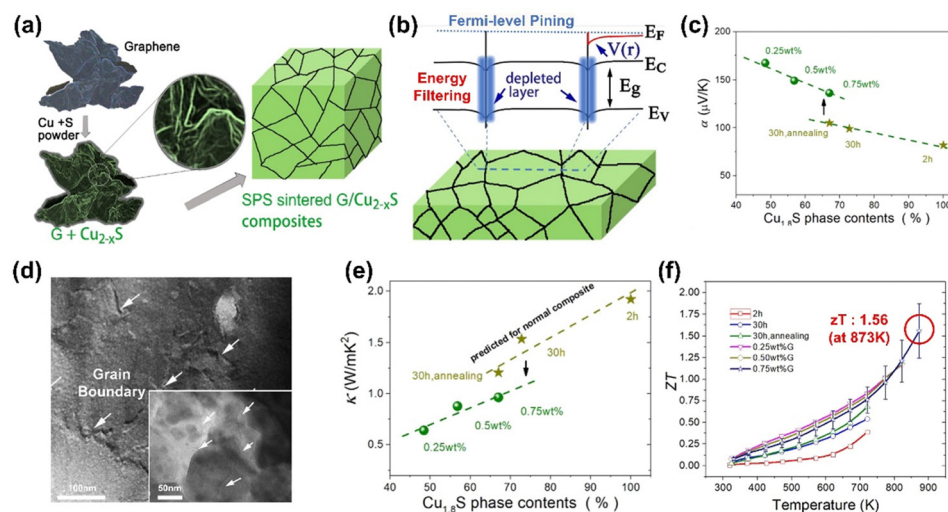 (a)
Graphene
Cu +S
powder
G + Cu2-xS
SPS sintered G/Cu2-xS
composites
(b)
Fermi-level Pining
EF
V(r)
EC
Energy
Filtering
depleted
layer
Eg
EV
(c)
200
150
100
50
0
α (μV/K)
0.25wt%
0.5wt%
0.75wt%
30h,annealing
30h
2h
40 50 60 70 80 90 100
Cu1.8S phase contents ( % )
(d)
Grain
Boundary
100nm
50nm
(e)
2.0
1.5
1.0
0.5
κ (W/mK2)
predicted for normal composite
2h
30h
30h,annealing
0.75wt%
0.5wt%
0.25wt%
40 50 60 70 80 90 100
Cu1.8S phase contents ( % )
(f)
2.00
1.75
1.50
1.25
1.00
0.75
0.50
0.25
0.00
ZT
2h
30h
30h,annealing
0.25wt%G
0.50wt%G
0.75wt%G
zT : 1.56
(at 873K)
300 400 500 600 700 800 900
Temperature (K)